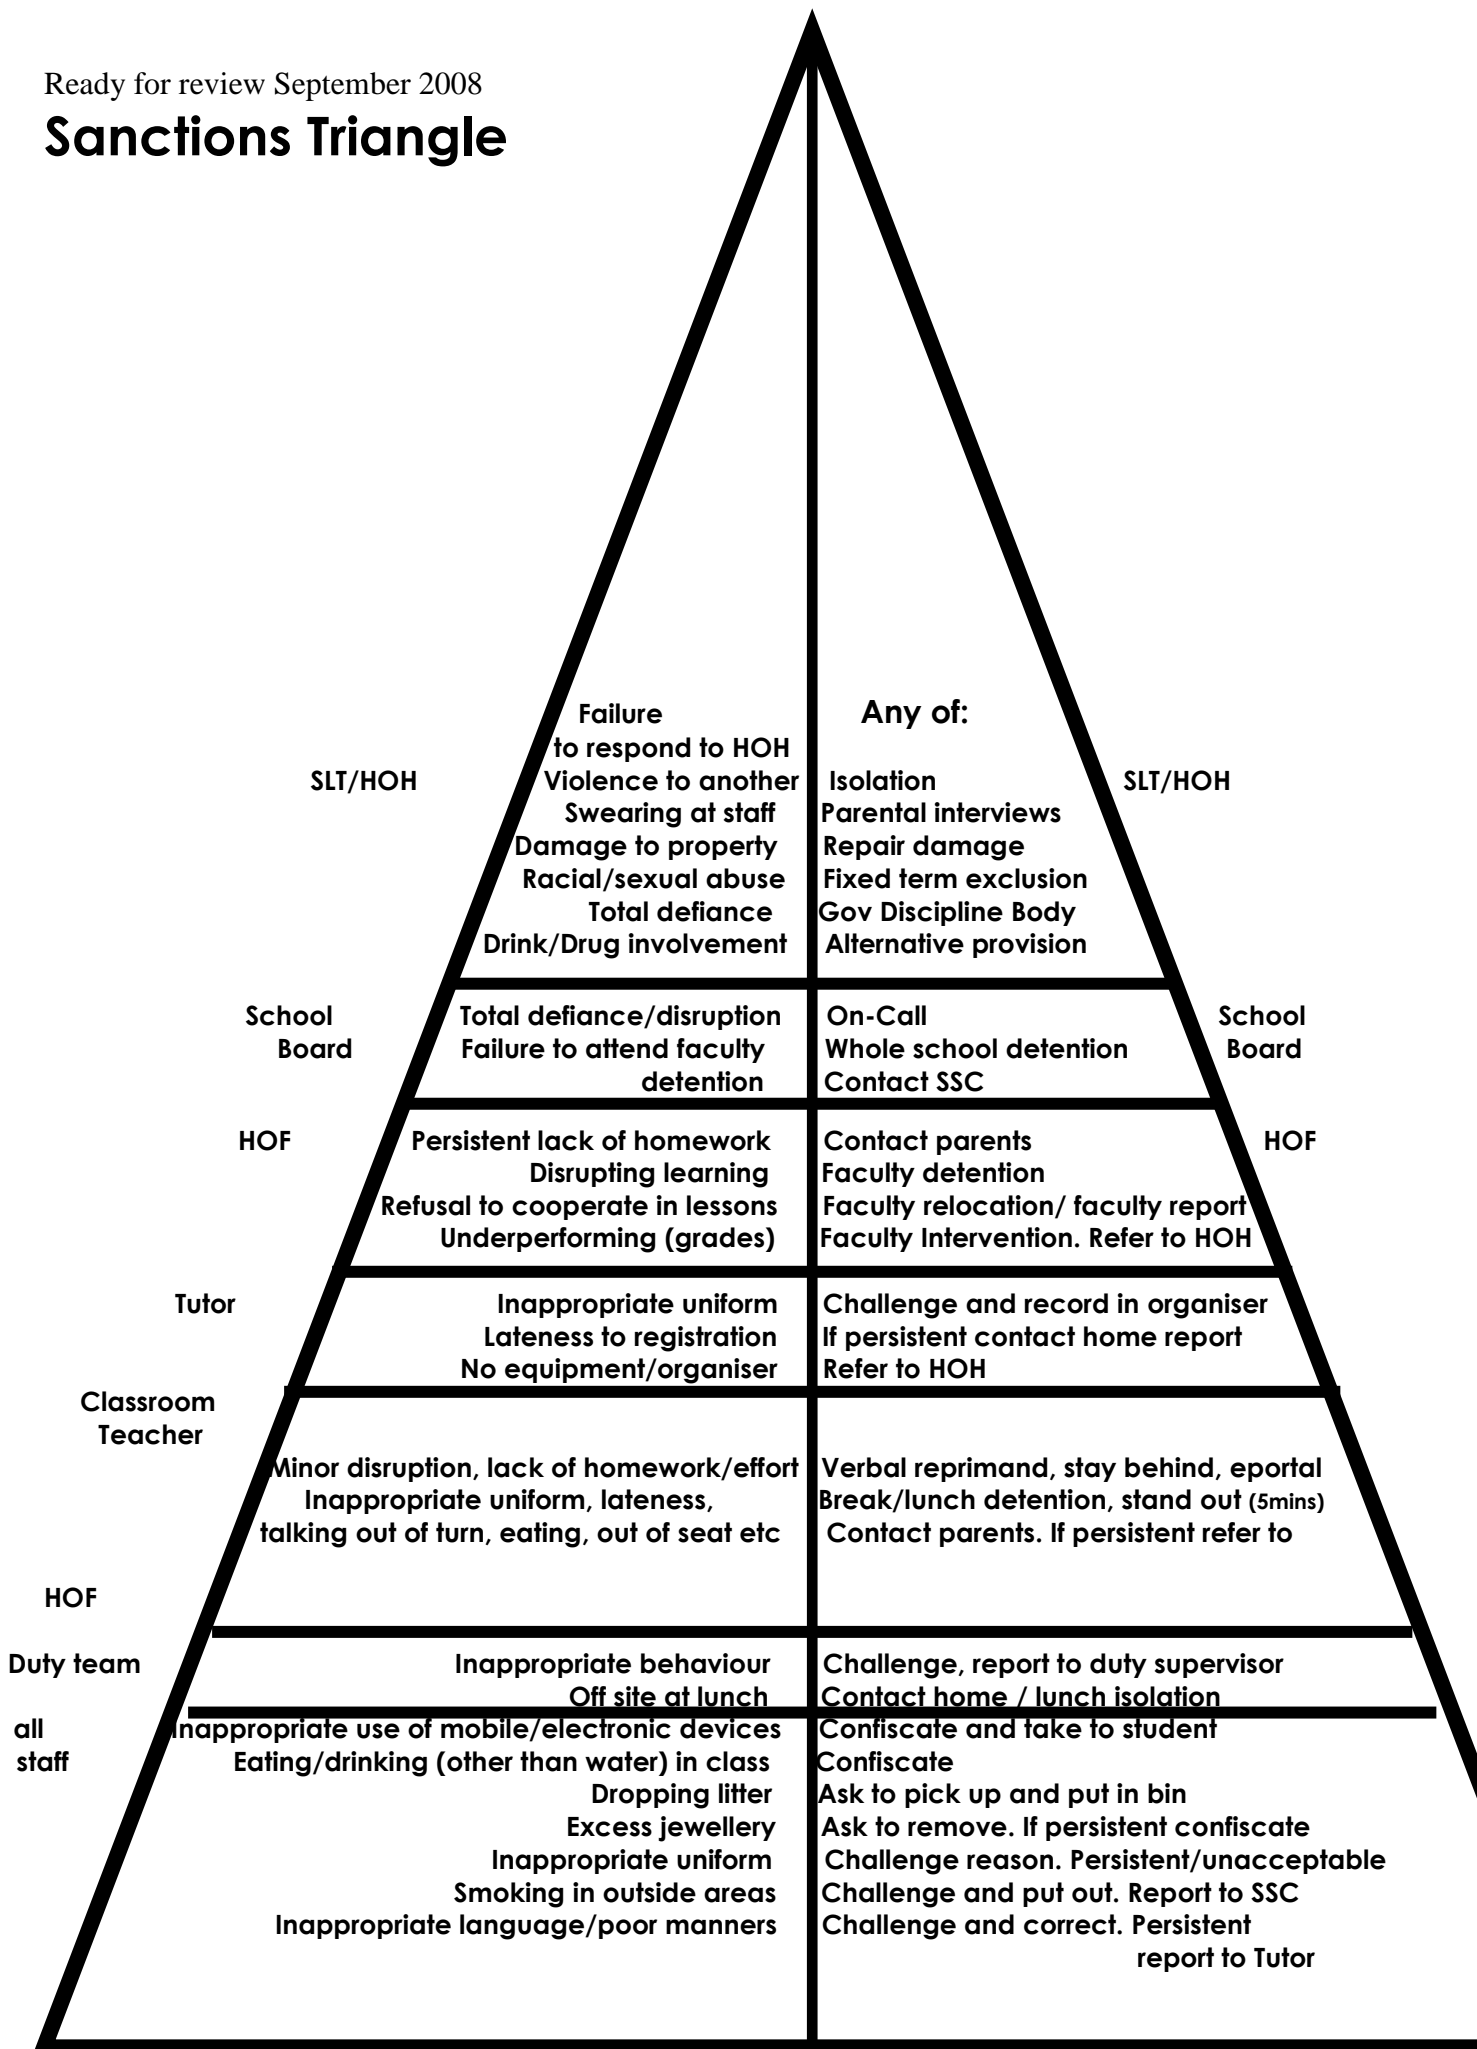 Ready for review September 2008
Sanctions Triangle
Failure Any of:
to respond to HOH
SLT/HOH Violence to another Isolation SLT/HOH
Swearing at staff Parental interviews
Damage to property Repair damage
Racial/sexual abuse Fixed term exclusion
Total defiance Gov Discipline Body
Drink/Drug involvement Alternative provision
School Total defiance/disruption On-Call School
Board Failure to attend faculty Whole school detention Board
detention Contact SSC
HOF Persistent lack of homework Contact parents HOF
Disrupting learning Faculty detention
Refusal to cooperate in lessons Faculty relocation/ faculty report
Underperforming (grades) Faculty Intervention. Refer to HOH
Tutor Inappropriate uniform Challenge and record in organiser
Lateness to registration If persistent contact home report
No equipment/organiser Refer to HOH
Classroom
Teacher
Minor disruption, lack of homework/effort Verbal reprimand, stay behind, eportal
Inappropriate uniform, lateness, Break/lunch detention, stand out (5mins)
talking out of turn, eating, out of seat etc Contact parents. If persistent refer to
HOF
Duty team Inappropriate behaviour Challenge, report to duty supervisor
Off site at lunch Contact home / lunch isolation
all Inappropriate use of mobile/electronic devices Confiscate and take to student
staff Eating/drinking (other than water) in class Confiscate
Dropping litter Ask to pick up and put in bin
Excess jewellery Ask to remove. If persistent confiscate
Inappropriate uniform Challenge reason. Persistent/unacceptable
Smoking in outside areas Challenge and put out. Report to SSC
Inappropriate language/poor manners Challenge and correct. Persistent
report to Tutor